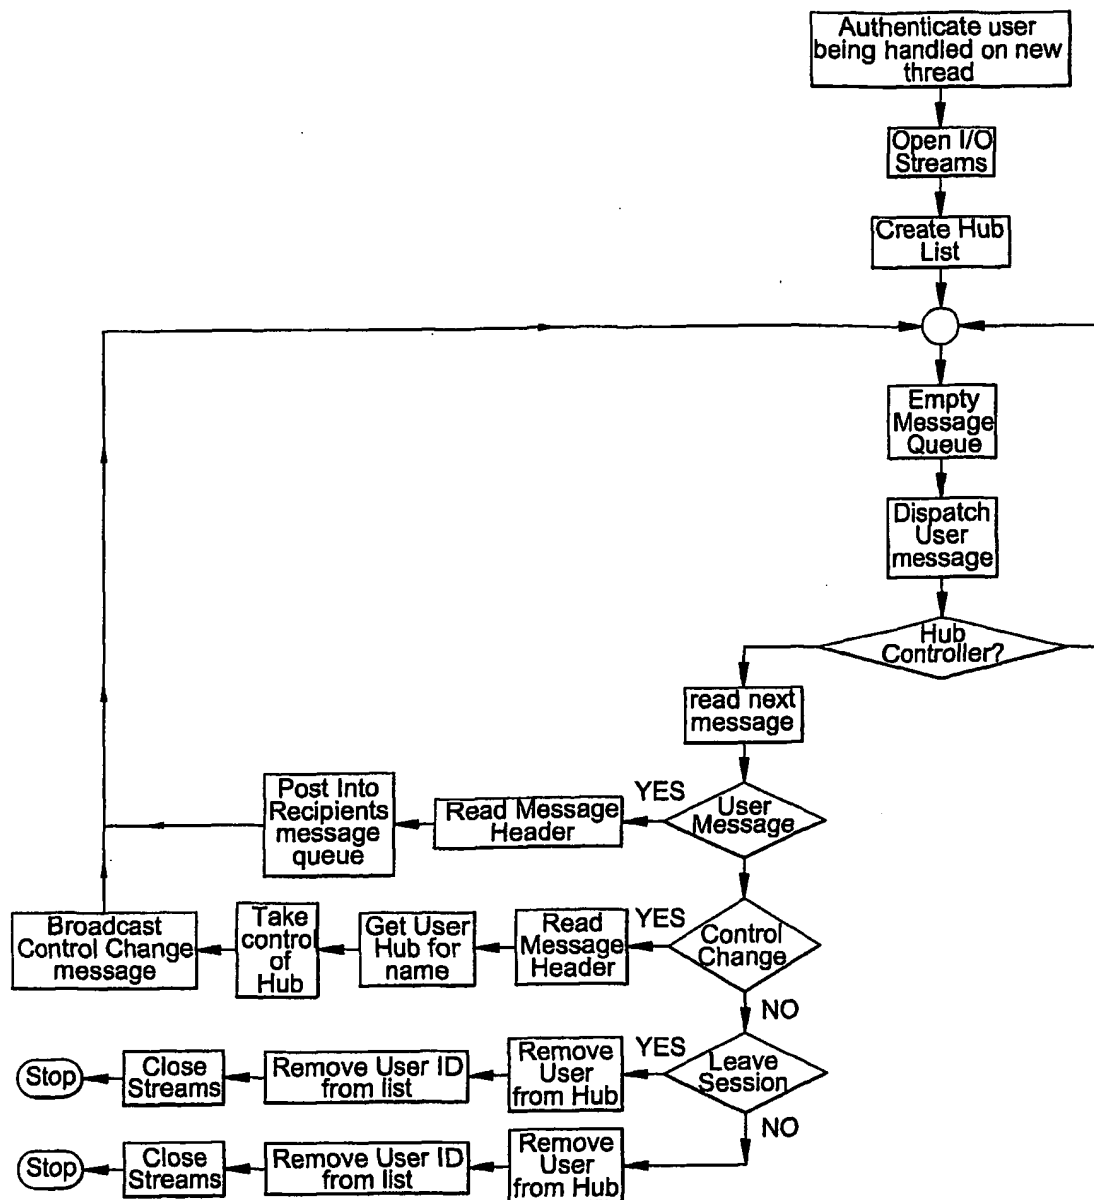 Authenticate user
being handled on new
thread
Open I/O
Streams
Create Hub
List
Empty
Message
Queue
Dispatch
User
message
Hub
Controller?
read next
message
User
Message
YES
Read Message
Header
Post Into
Recipients
message
queue
Control
Change
YES
Read
Message
Header
Get User
Hub for
name
Take
control
of
Hub
Broadcast
Control Change
message
NO
Leave
Session
YES
Remove
User
from Hub
Remove User ID
from list
Close
Streams
Stop
NO
Remove
User
from Hub
Remove User ID
from list
Close
Streams
Stop